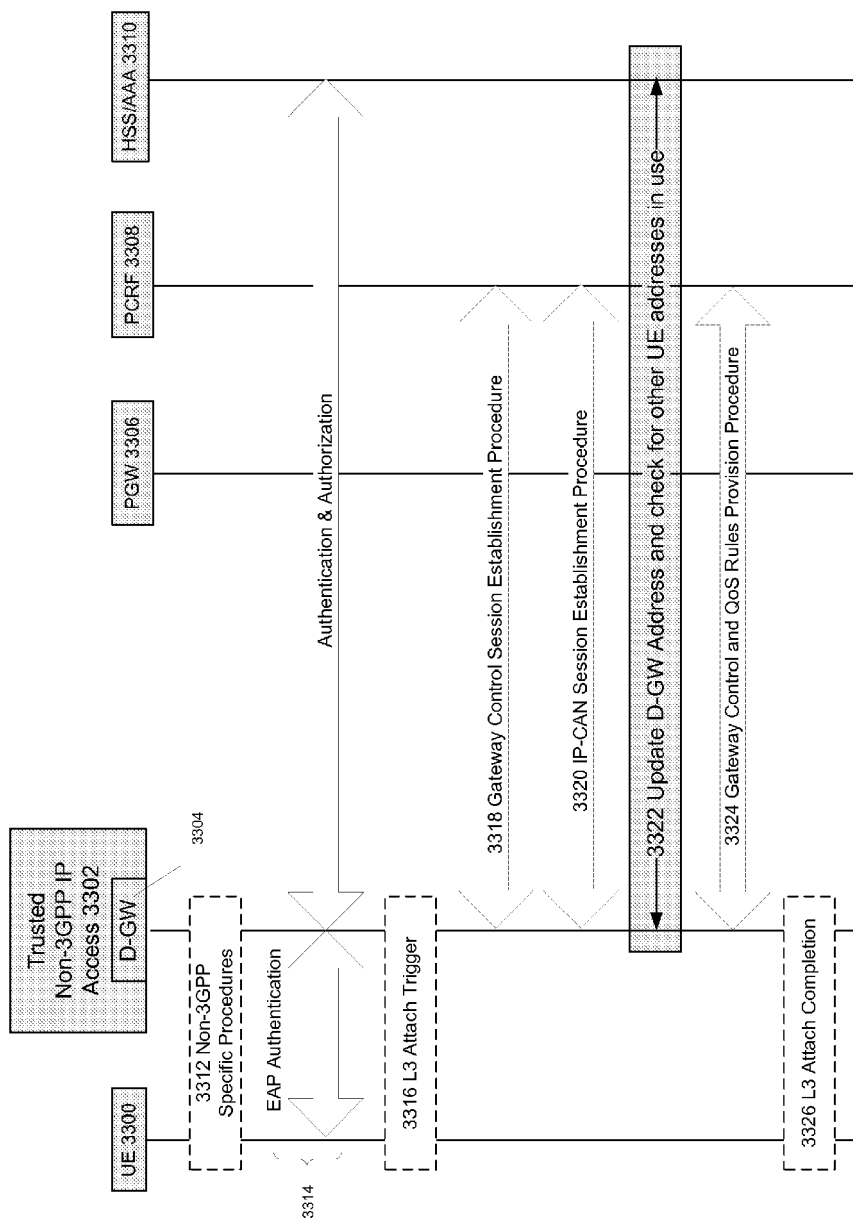 UE 3300
Trusted
Non-3GPP IP
Access 3302
D-GW
3304
PGW 3306
PCRF 3308
HSS/AAA 3310
3312 Non-3GPP
Specific Procedures
EAP Authentication
3314
Authentication & Authorization
3316 L3 Attach Trigger
3318 Gateway Control Session Establishment Procedure
3320 IP-CAN Session Establishment Procedure
3322 Update D-GW Address and check for other UE addresses in use
3324 Gateway Control and QoS Rules Provision Procedure
3326 L3 Attach Completion